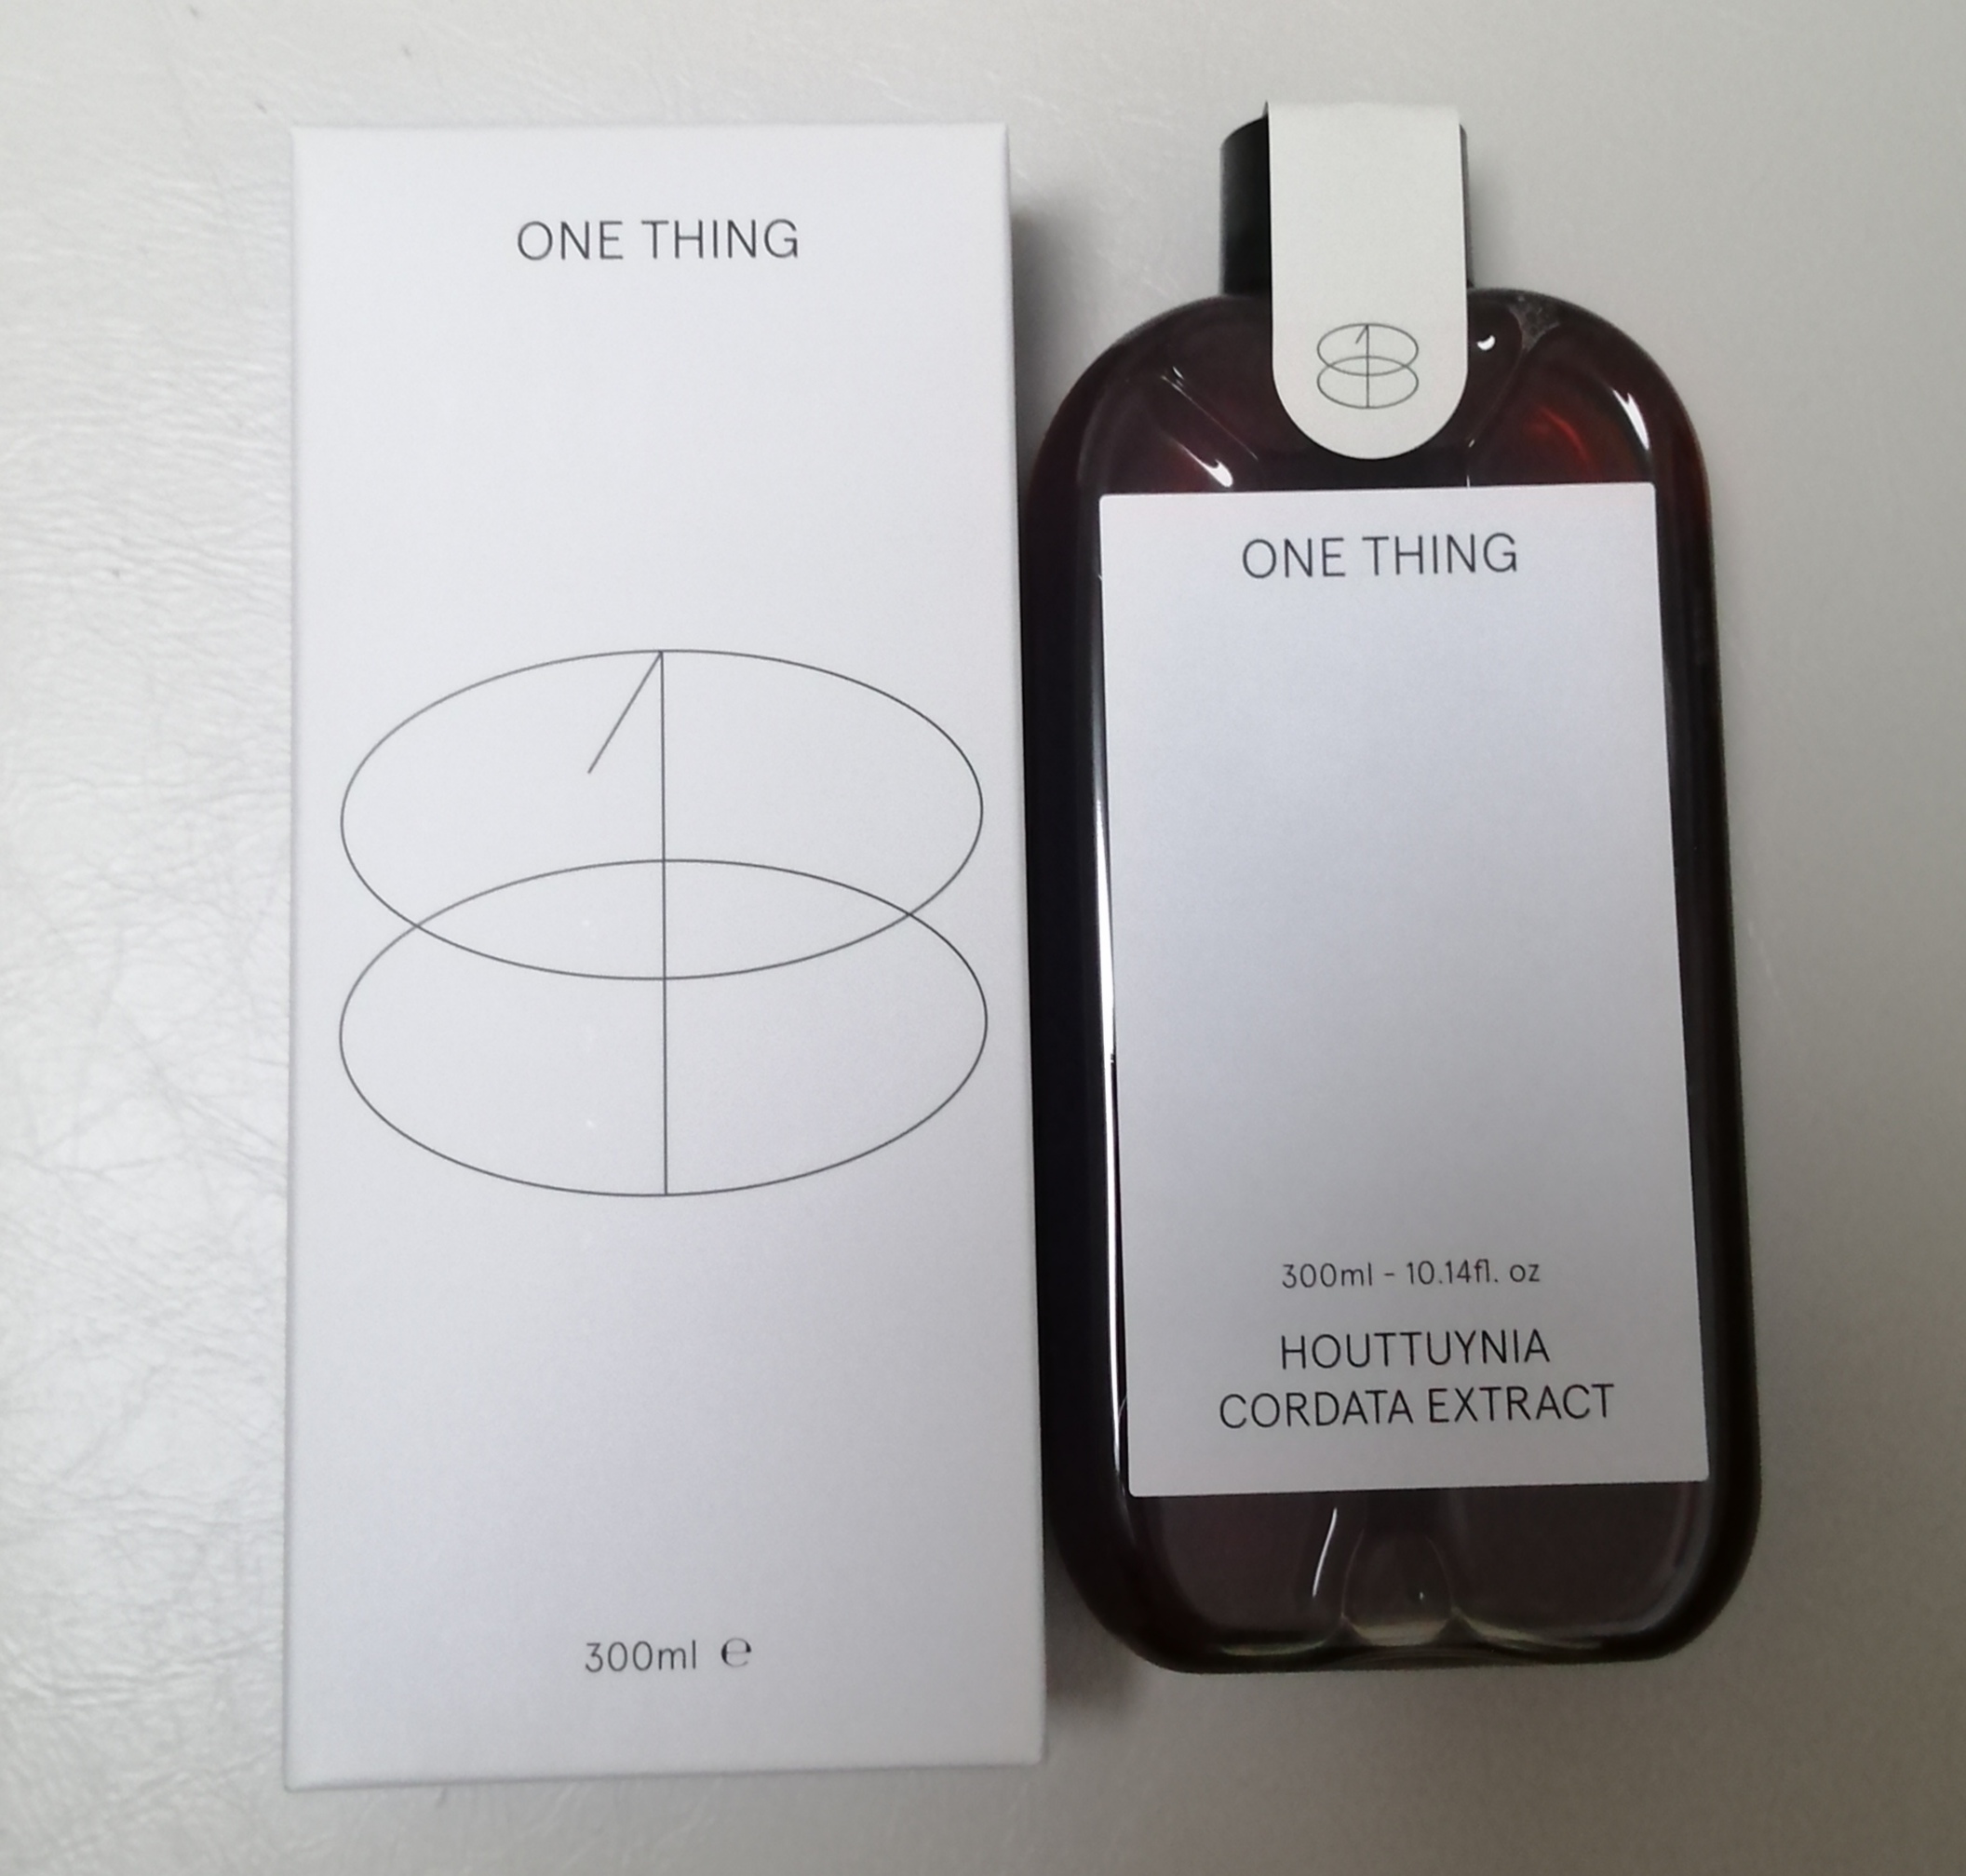 ONE THING
300ml ℮
ONE THING
300ml - 10.14fl. oz
HOUTTUYNIA
CORDATA EXTRACT